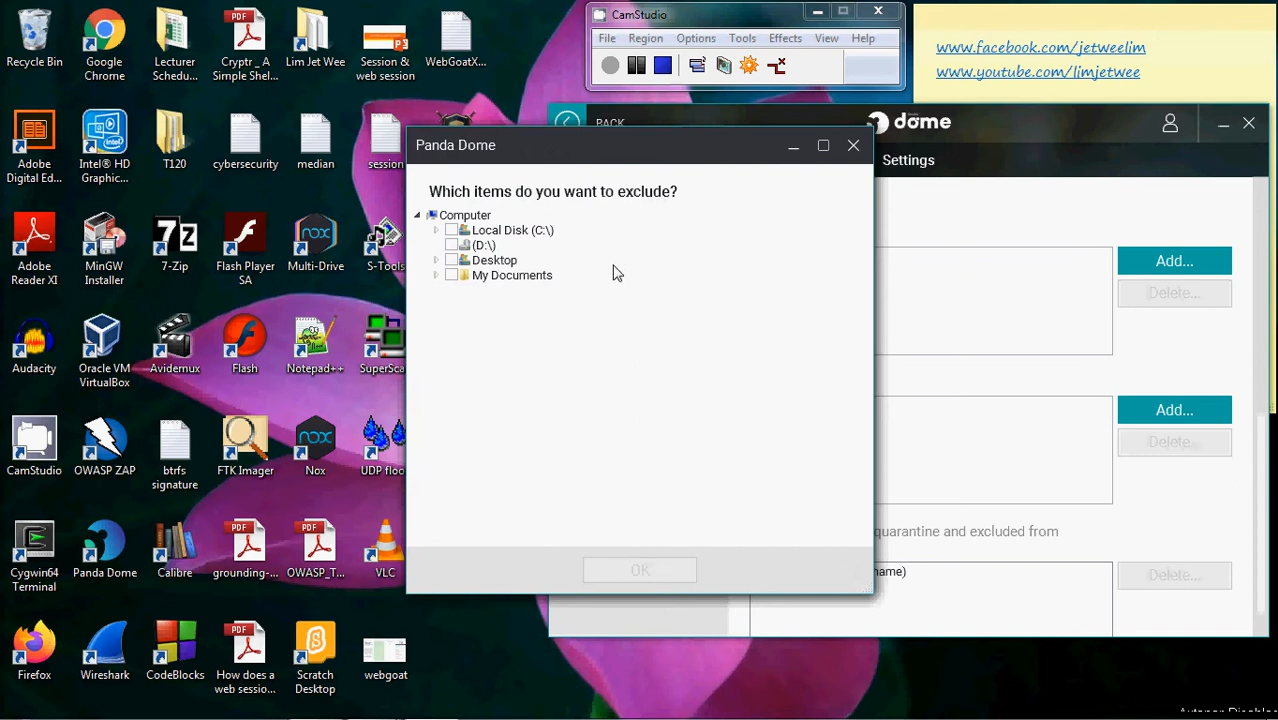 Recycle Bin
Google
Chrome
Lecturer
Schedu...
PDF
Cryptr _ A
Simple Shel...
Lim Jet Wee
Session &
web session
WebGoatX...
Adobe
Digital Ed...
Intel® HD
Graphic...
T120
cybersecurity
median
session
Adobe
Reader XI
MinGW
Installer
7-Zip
Flash Player
SA
Multi-Drive
S-Tools
Audacity
Oracle VM
VirtualBox
Avidemux
Flash
Notepad++
SuperSca
CamStudio
OWASP ZAP
btrfs
signature
FTK Imager
nox
Nox
UDP floo
Cygwin64
Terminal
Panda Dome
Calibre
PDF
grounding-...
PDF
OWASP_T...
VLC
Firefox
Wireshark
CodeBlocks
PDF
How does a
web sessio...
Scratch
Desktop
webgoat
CamStudio
File Region Options Tools Effects View Help
www.facebook.com/jetweelim
www.youtube.com/limjetwee
PACK
dome
Settings
Add...
Delete...
Add...
Delete...
quarantine and excluded from
name)
Delete...
Panda Dome
Which items do you want to exclude?
Computer
Local Disk (C:\)
(D:\)
Desktop
My Documents
OK